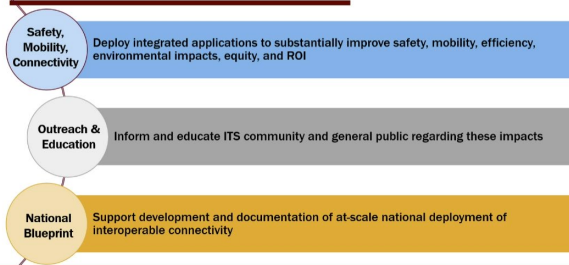 Safety,
Mobility,
Connectivity
Deploy integrated applications to substantially improve safety, mobility, efficiency,
environmental impacts, equity, and ROI
Outreach &
Education
Inform and educate ITS community and general public regarding these impacts
National
Blueprint
Support development and documentation of at-scale national deployment of
interoperable connectivity